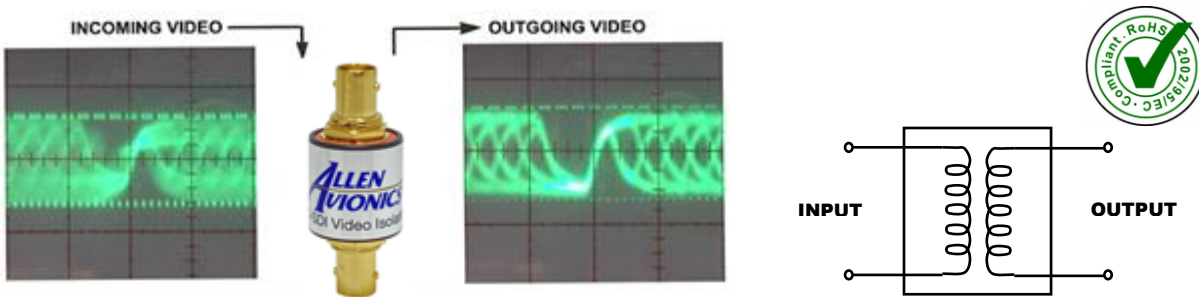 INCOMING VIDEO
OUTGOING VIDEO
ALLEN
AVIONICS
SDI Video Isolat
Compliant · RoHS · 2002/95/EC ·
INPUT
OUTPUT